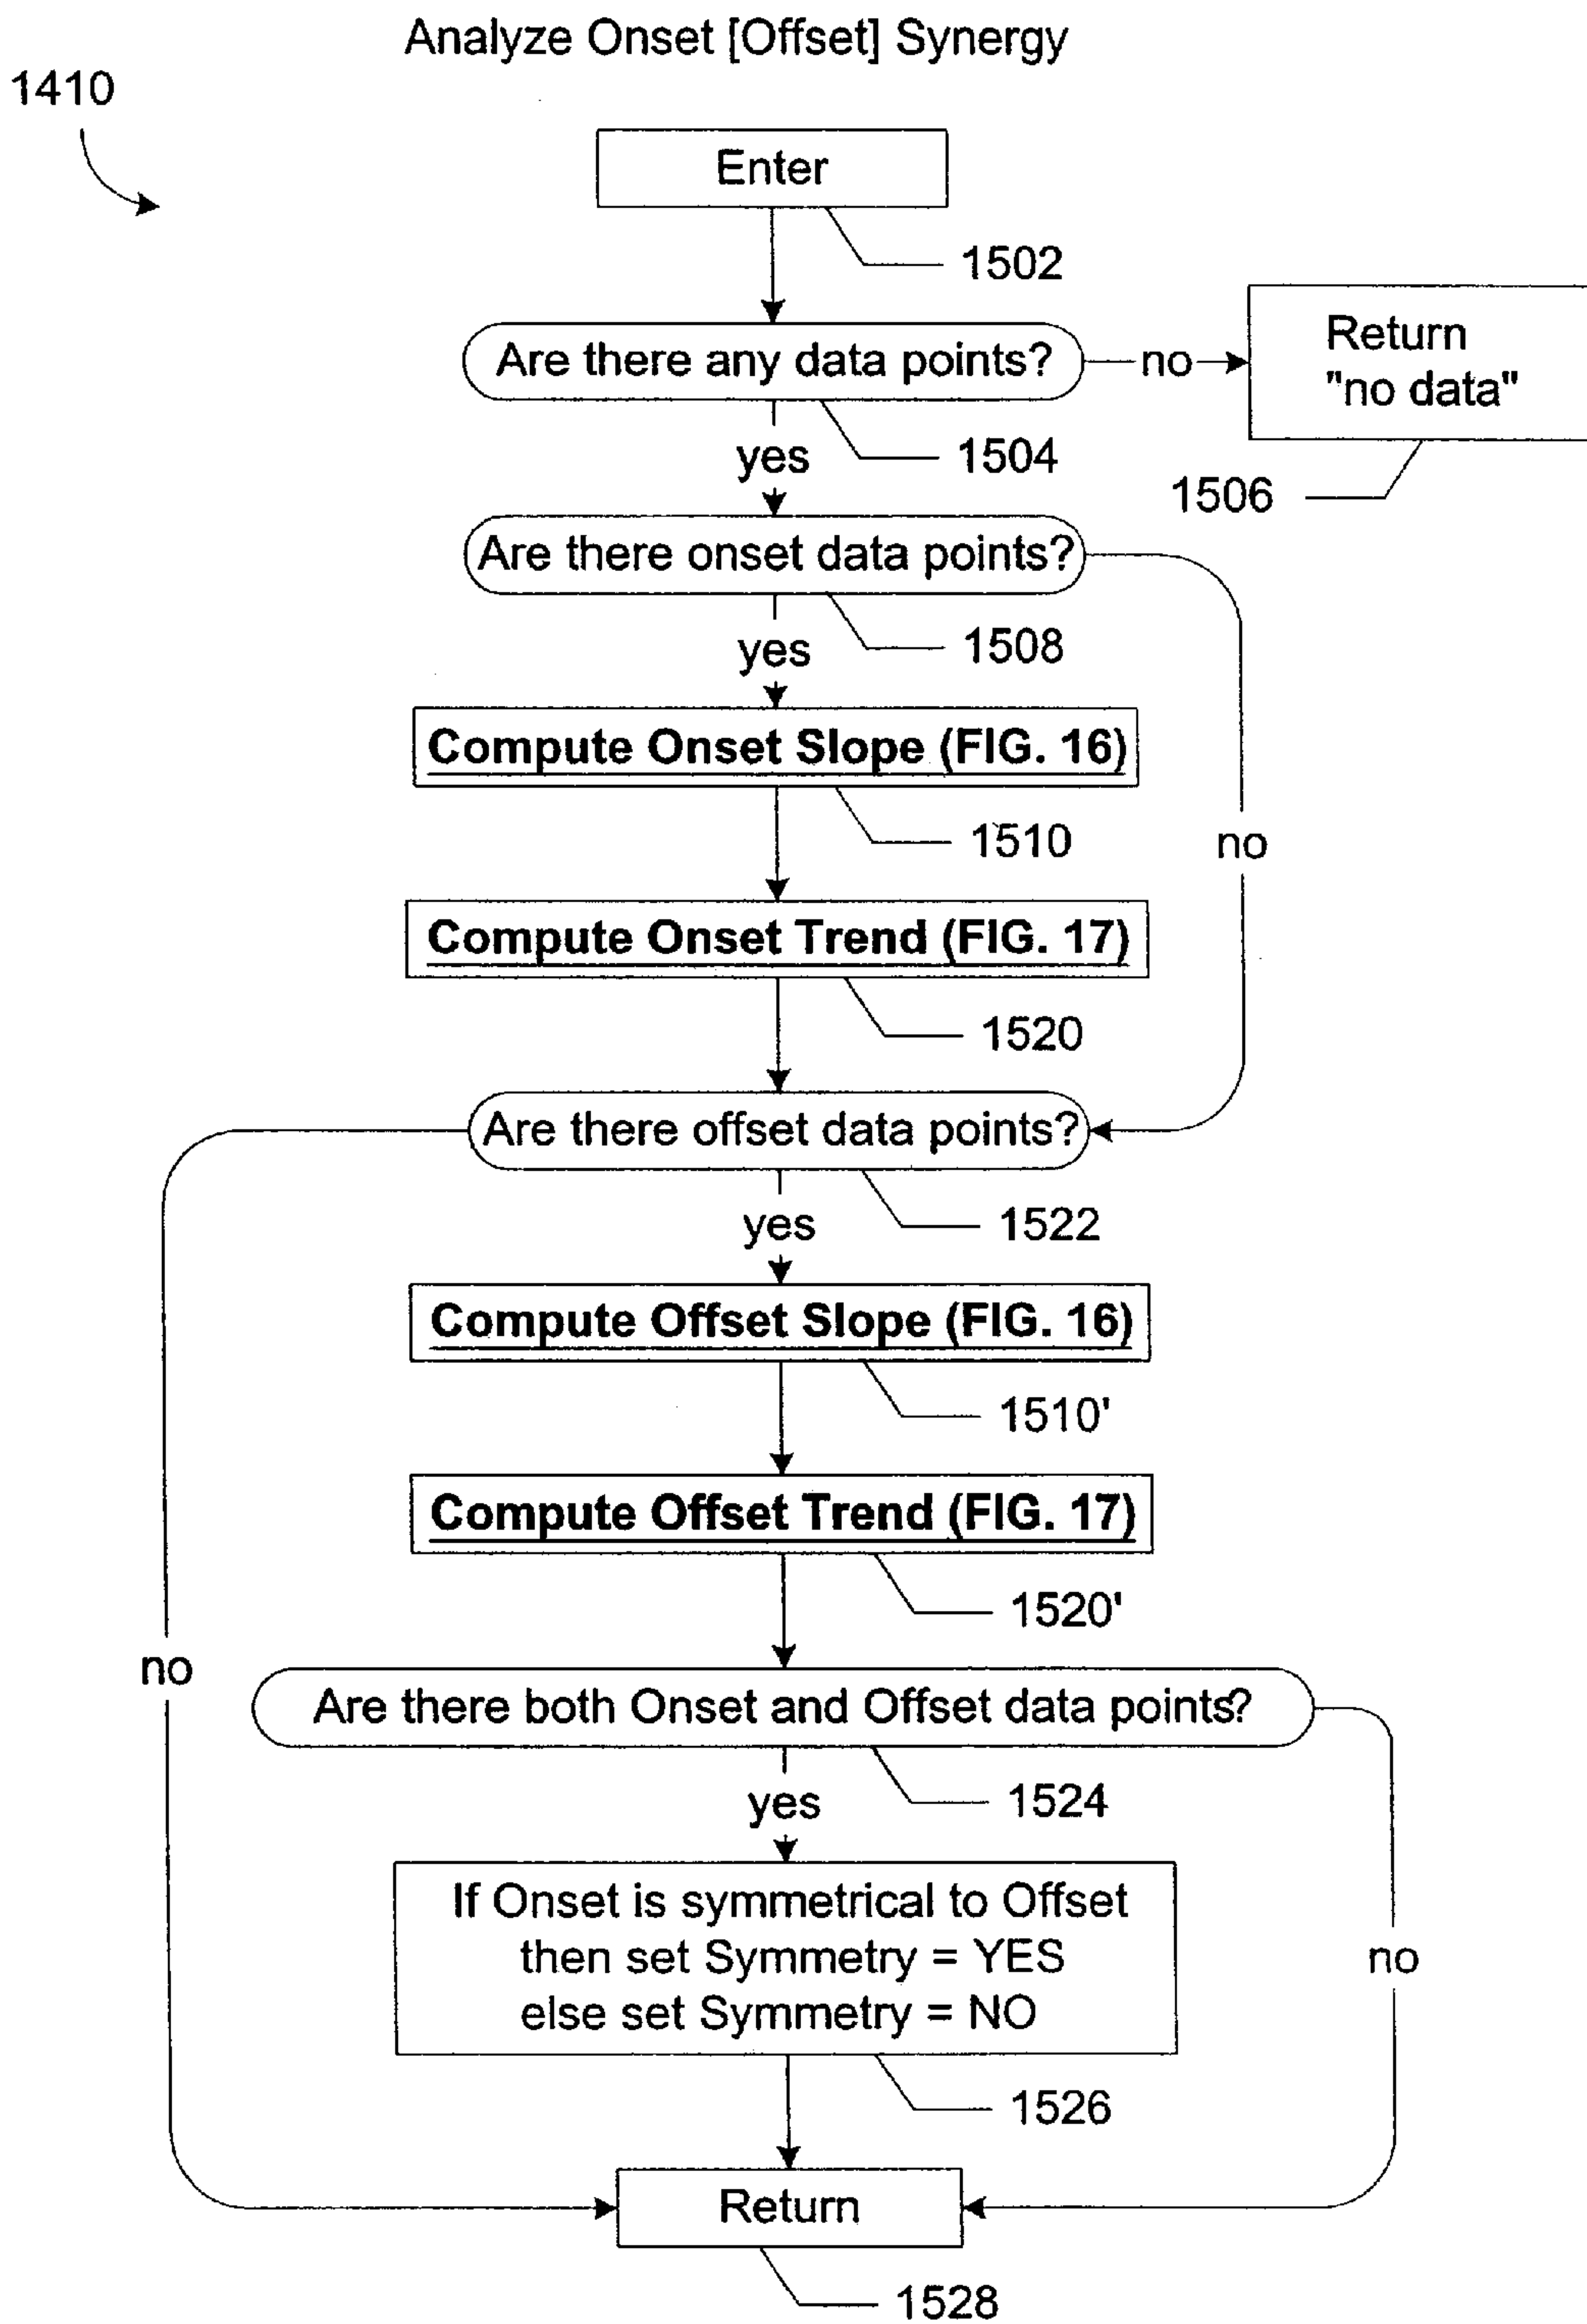 Analyze Onset [Offset] Synergy
1410
Enter
1502
Are there any data points?
no
Return
"no data"
yes
1504
1506
Are there onset data points?
yes
1508
Compute Onset Slope (FIG. 16)
1510
no
Compute Onset Trend (FIG. 17)
1520
Are there offset data points?
yes
1522
Compute Offset Slope (FIG. 16)
1510'
Compute Offset Trend (FIG. 17)
1520'
no
Are there both Onset and Offset data points?
yes
1524
If Onset is symmetrical to Offset
then set Symmetry = YES
else set Symmetry = NO
no
1526
Return
1528